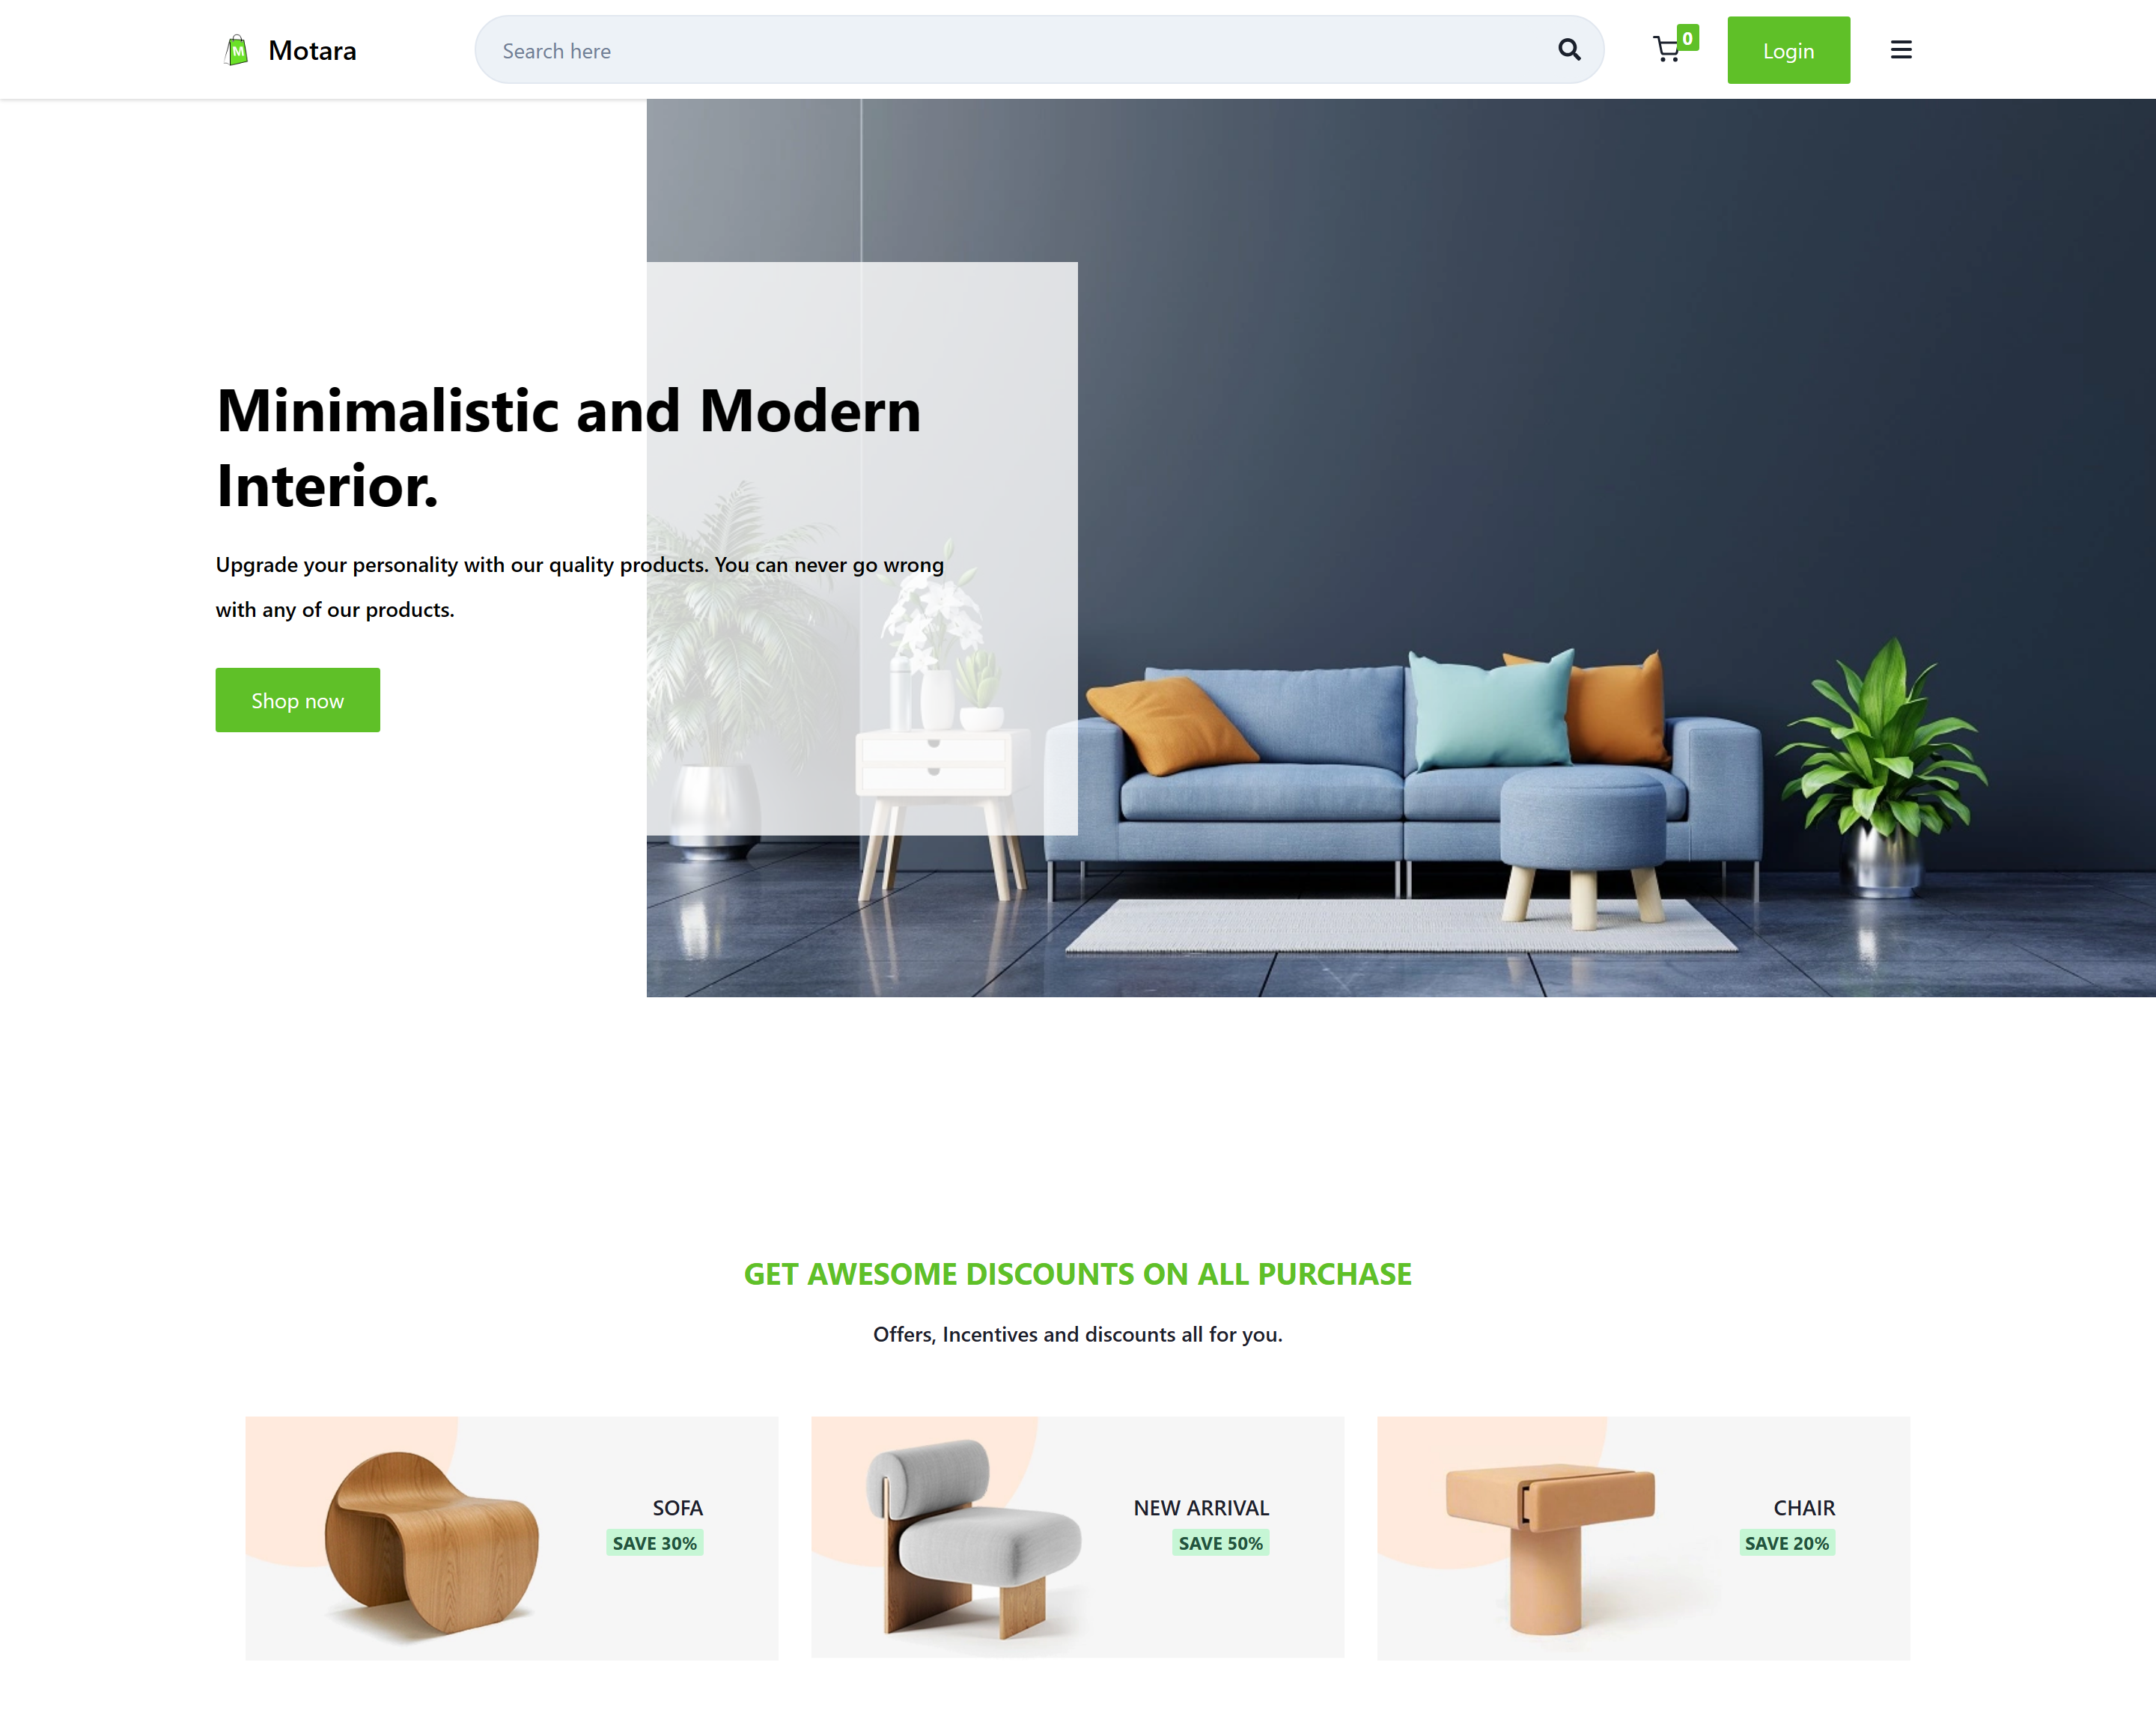 M
Motara
Search here
0
Login
Minimalistic and Modern
Interior.
Upgrade your personality with our quality products. You can never go wrong
with any of our products.
Shop now
GET AWESOME DISCOUNTS ON ALL PURCHASE
Offers, Incentives and discounts all for you.
SOFA
SAVE 30%
NEW ARRIVAL
SAVE 50%
CHAIR
SAVE 20%